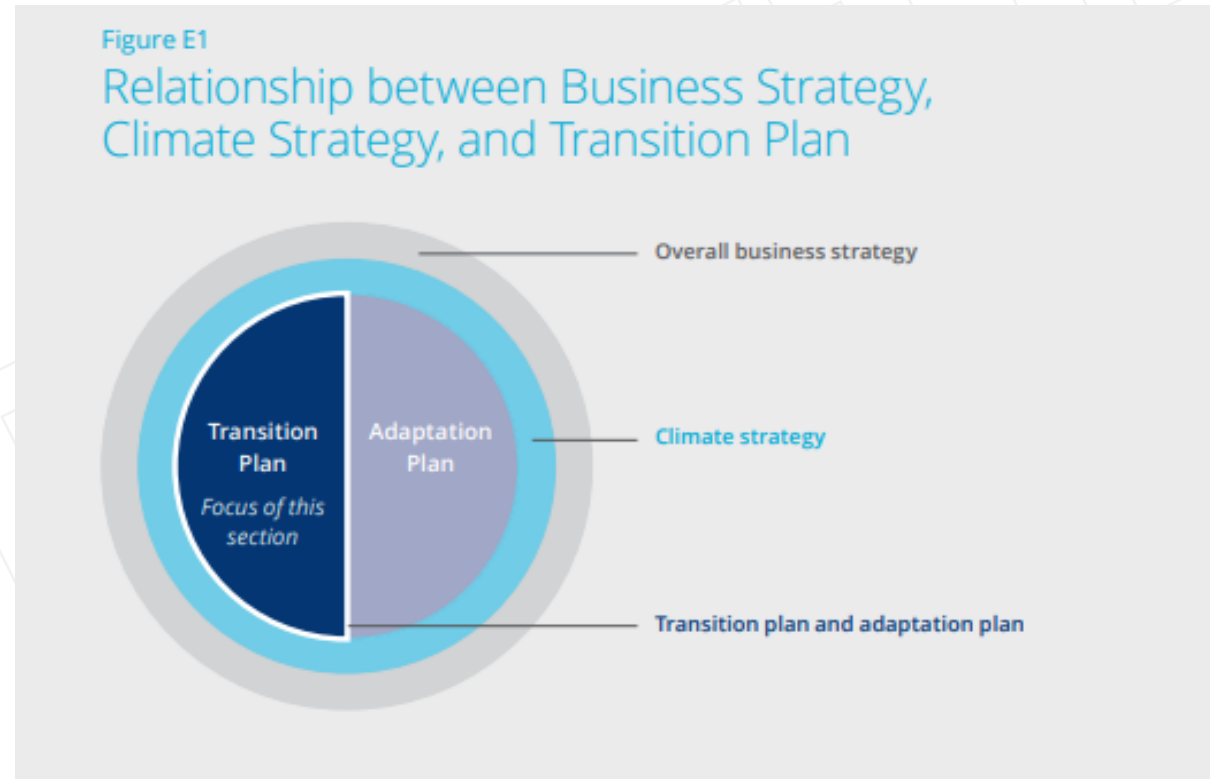 Figure E1
Relationship between Business Strategy,
Climate Strategy, and Transition Plan
Overall business strategy
Transition
Plan
Focus of this
section
Adaptation
Plan
Climate strategy
Transition plan and adaptation plan